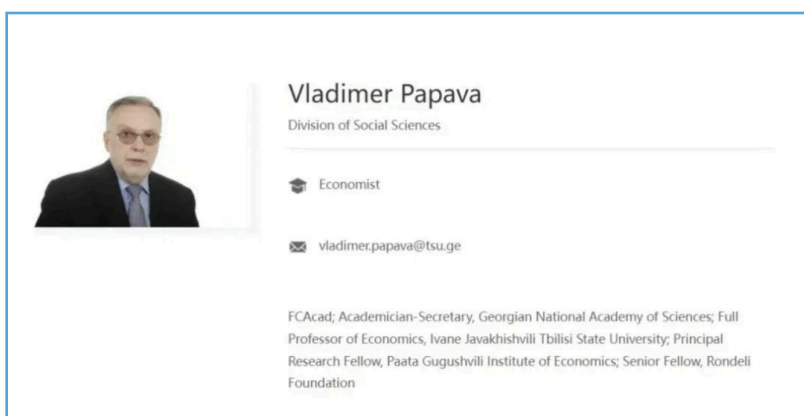 Vladimer Papava
Division of Social Sciences
Economist
vladimer.papava@tsu.ge
FCAcad; Academician-Secretary, Georgian National Academy of Sciences; Full
Professor of Economics, Ivane Javakhishvili Tbilisi State University; Principal
Research Fellow, Paata Gugushvili Institute of Economics; Senior Fellow, Rondeli
Foundation